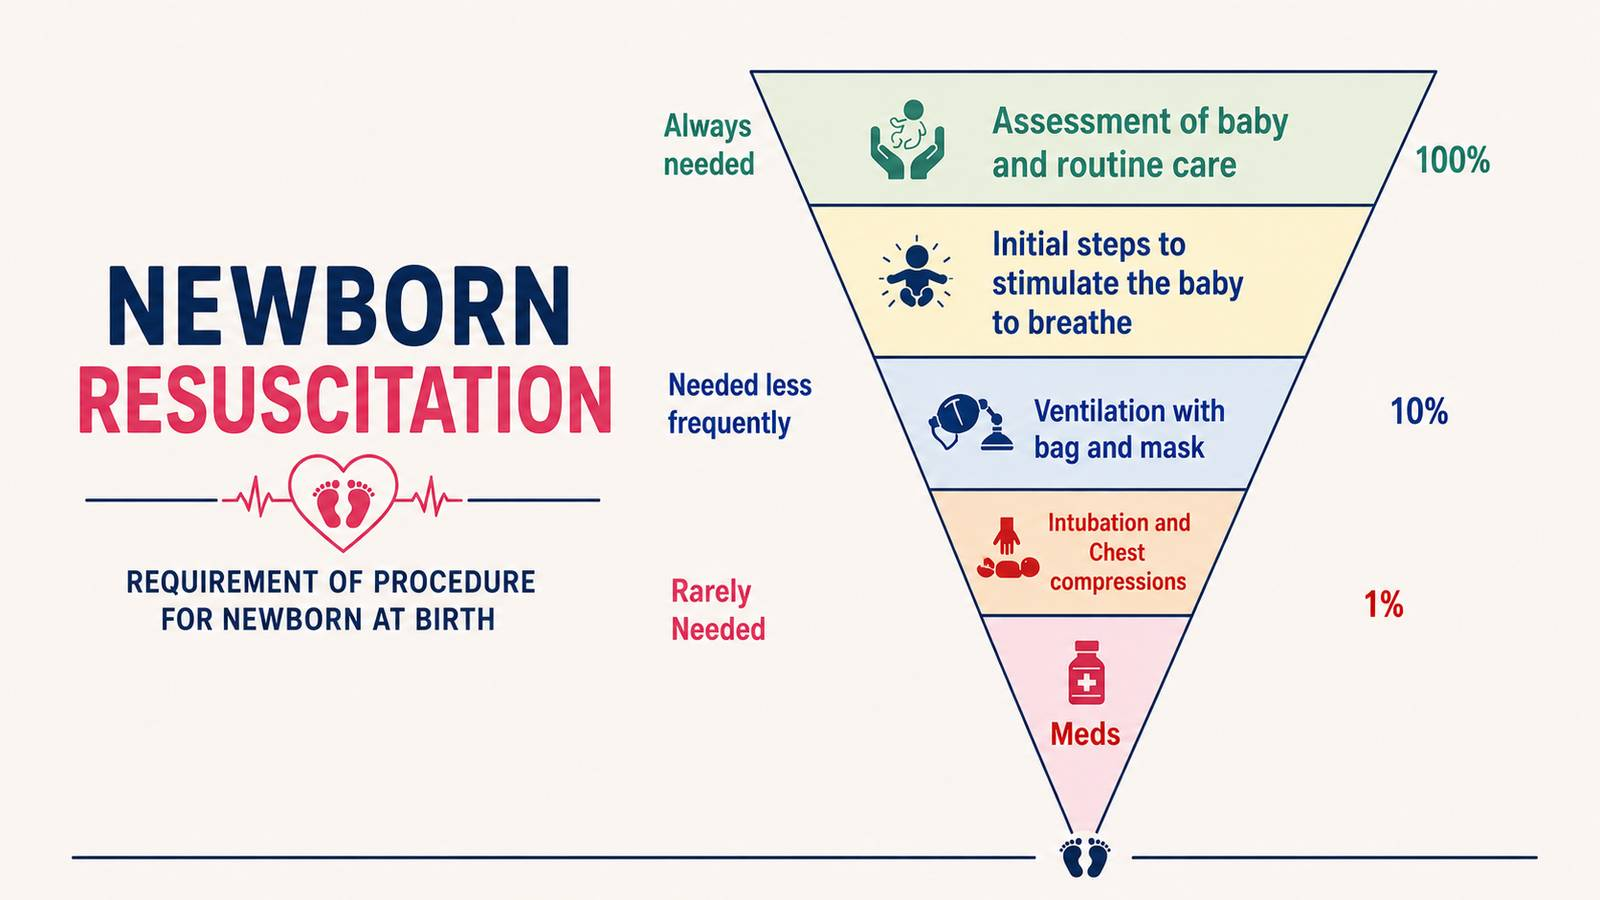 NEWBORN
RESUSCITATION
REQUIREMENT OF PROCEDURE
FOR NEWBORN AT BIRTH
Always
needed
Assessment of baby
and routine care
100%
Initial steps to
stimulate the baby
to breathe
Needed less
frequently
Ventilation with
bag and mask
10%
Intubation and
Chest
compressions
Rarely
Needed
1%
Meds